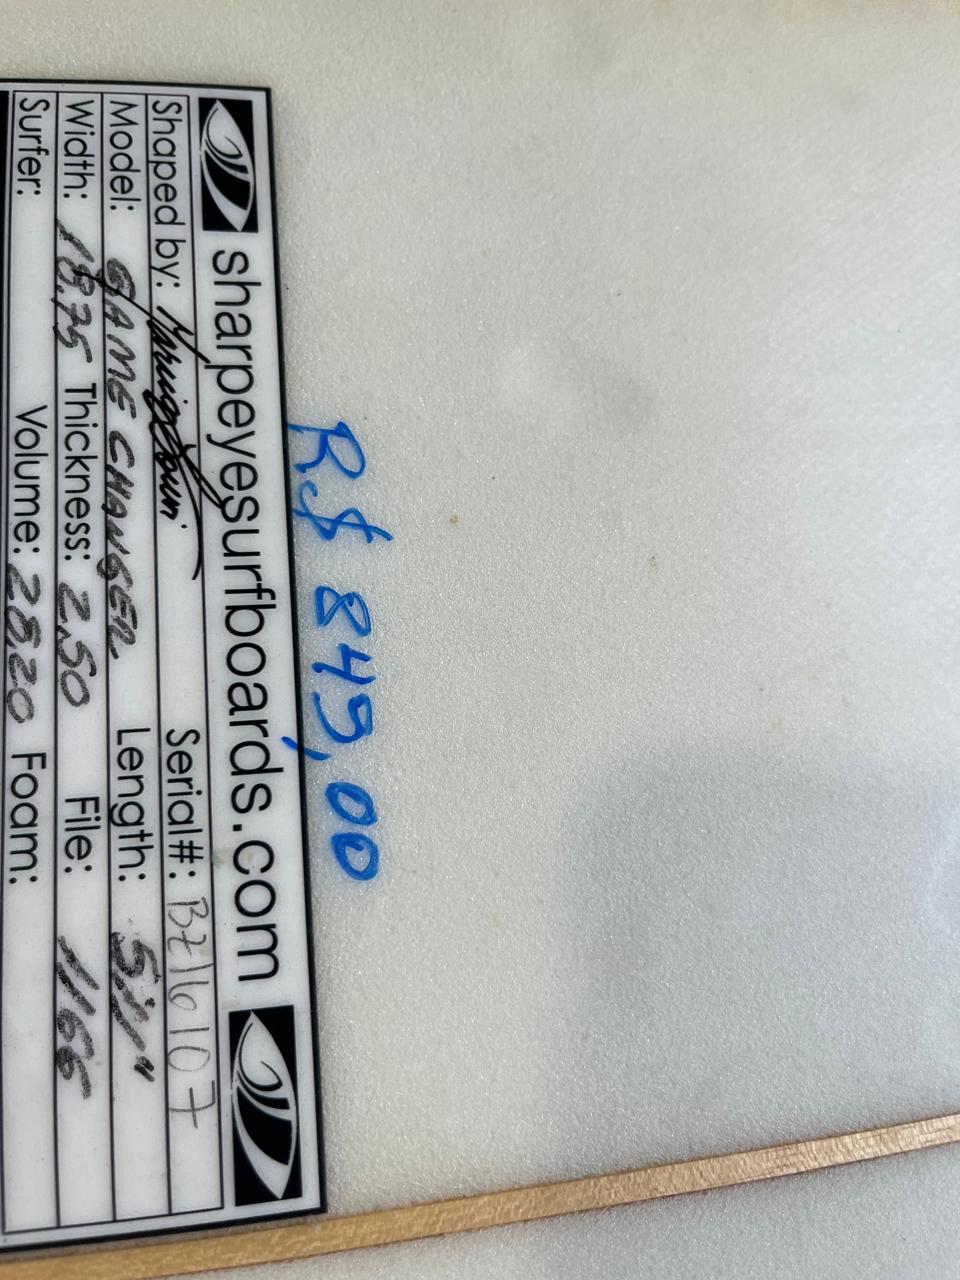 R$ 849,00
sharpeyesurfboards.com
Shaped by: Serial#: BZ16107
Model: GAME CHANGER Length: 5'11"
Width: 18.75 Thickness: 2.50 File: 1166
Surfer: Volume: 28,20 Foam: